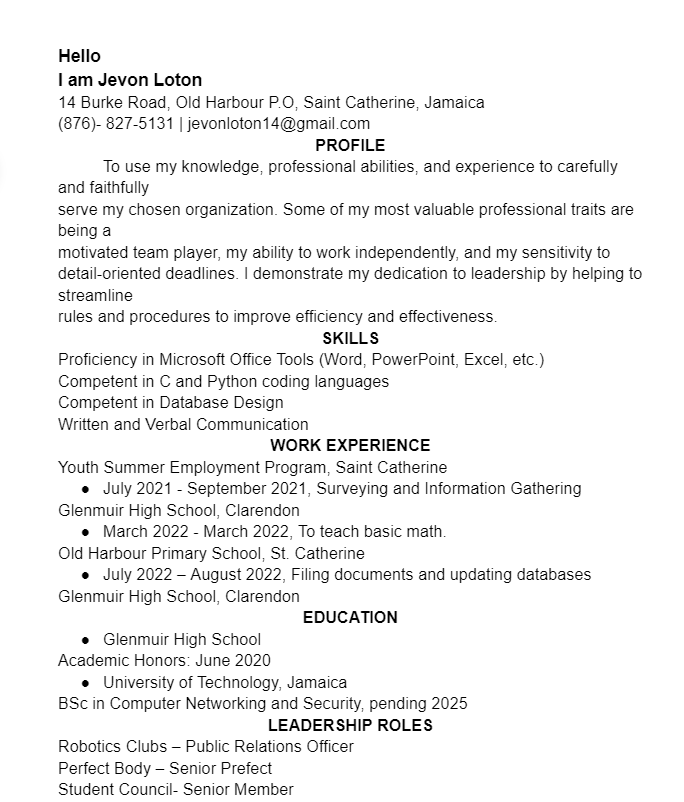 Hello
I am Jevon Loton
14 Burke Road, Old Harbour P.O, Saint Catherine, Jamaica
(876)- 827-5131 | jevonloton14@gmail.com
PROFILE
To use my knowledge, professional abilities, and experience to carefully
and faithfully
serve my chosen organization. Some of my most valuable professional traits are
being a
motivated team player, my ability to work independently, and my sensitivity to
detail-oriented deadlines. I demonstrate my dedication to leadership by helping to
streamline
rules and procedures to improve efficiency and effectiveness.
SKILLS
Proficiency in Microsoft Office Tools (Word, PowerPoint, Excel, etc.)
Competent in C and Python coding languages
Competent in Database Design
Written and Verbal Communication
WORK EXPERIENCE
Youth Summer Employment Program, Saint Catherine
● July 2021 - September 2021, Surveying and Information Gathering
Glenmuir High School, Clarendon
● March 2022 - March 2022, To teach basic math.
Old Harbour Primary School, St. Catherine
● July 2022 – August 2022, Filing documents and updating databases
Glenmuir High School, Clarendon
EDUCATION
● Glenmuir High School
Academic Honors: June 2020
● University of Technology, Jamaica
BSc in Computer Networking and Security, pending 2025
LEADERSHIP ROLES
Robotics Clubs – Public Relations Officer
Perfect Body – Senior Prefect
Student Council- Senior Member